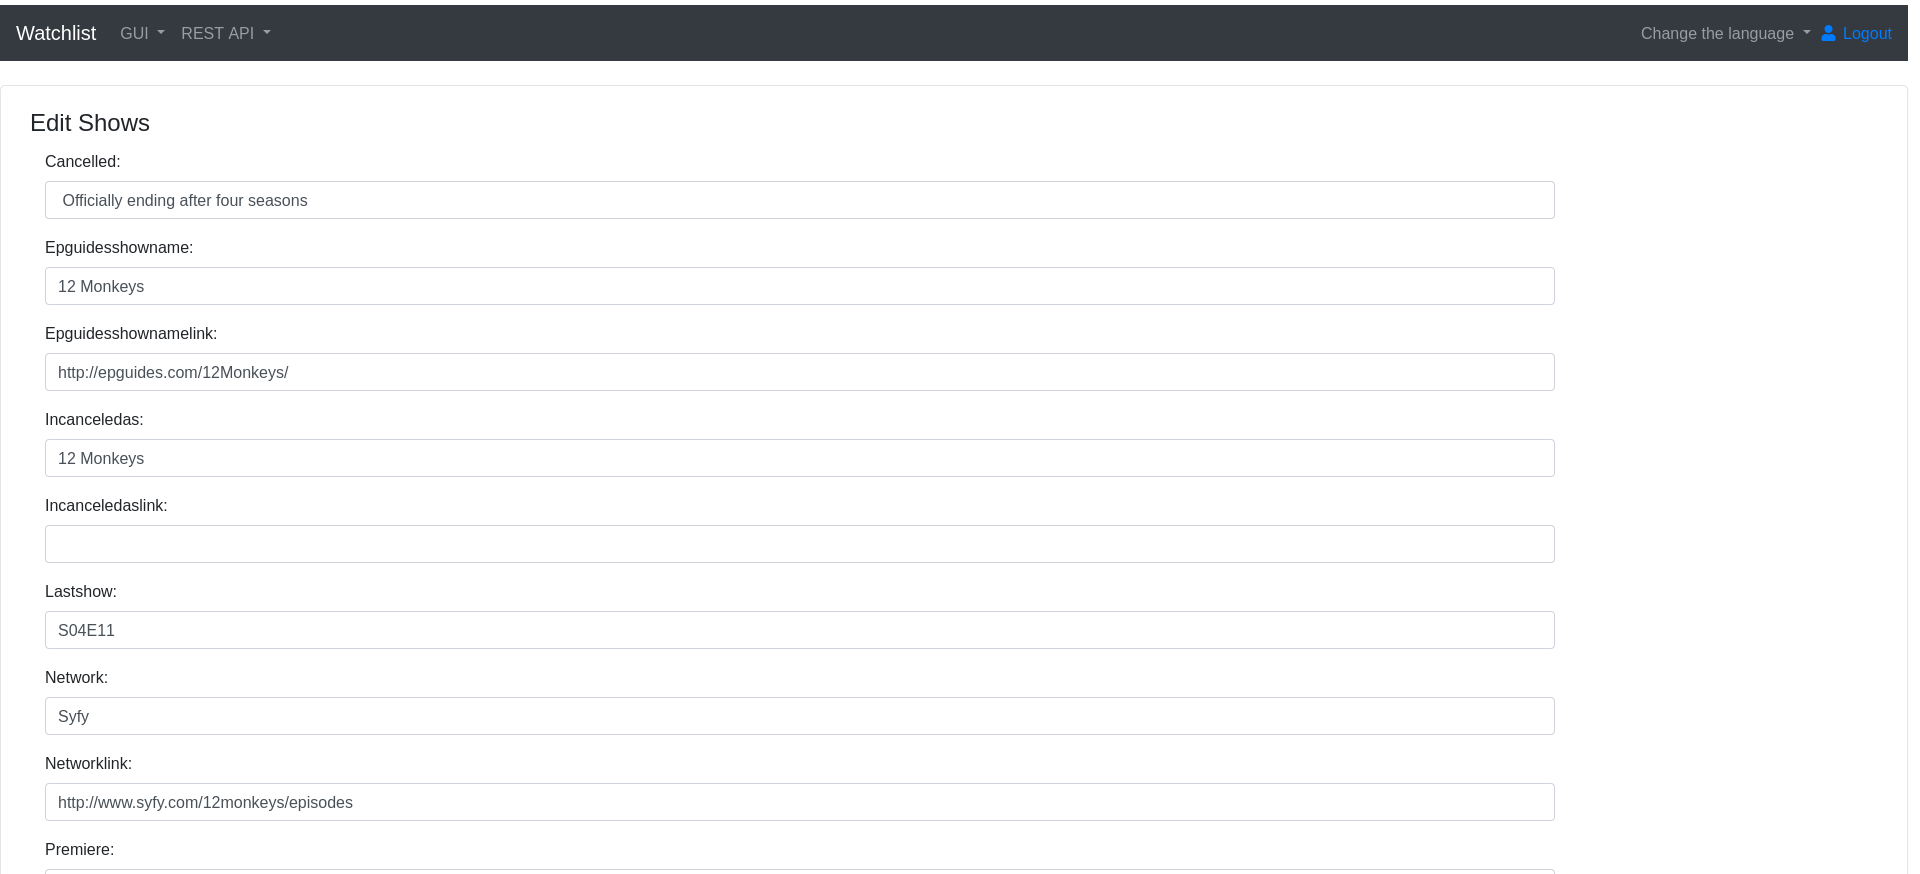 Watchlist GUI REST API Change the language Logout
Edit Shows
Cancelled:
Officially ending after four seasons
Epguidesshowname:
12 Monkeys
Epguidesshownamelink:
http://epguides.com/12Monkeys/
Incanceledas:
12 Monkeys
Incanceledaslink:
Lastshow:
S04E11
Network:
Syfy
Networklink:
http://www.syfy.com/12monkeys/episodes
Premiere: